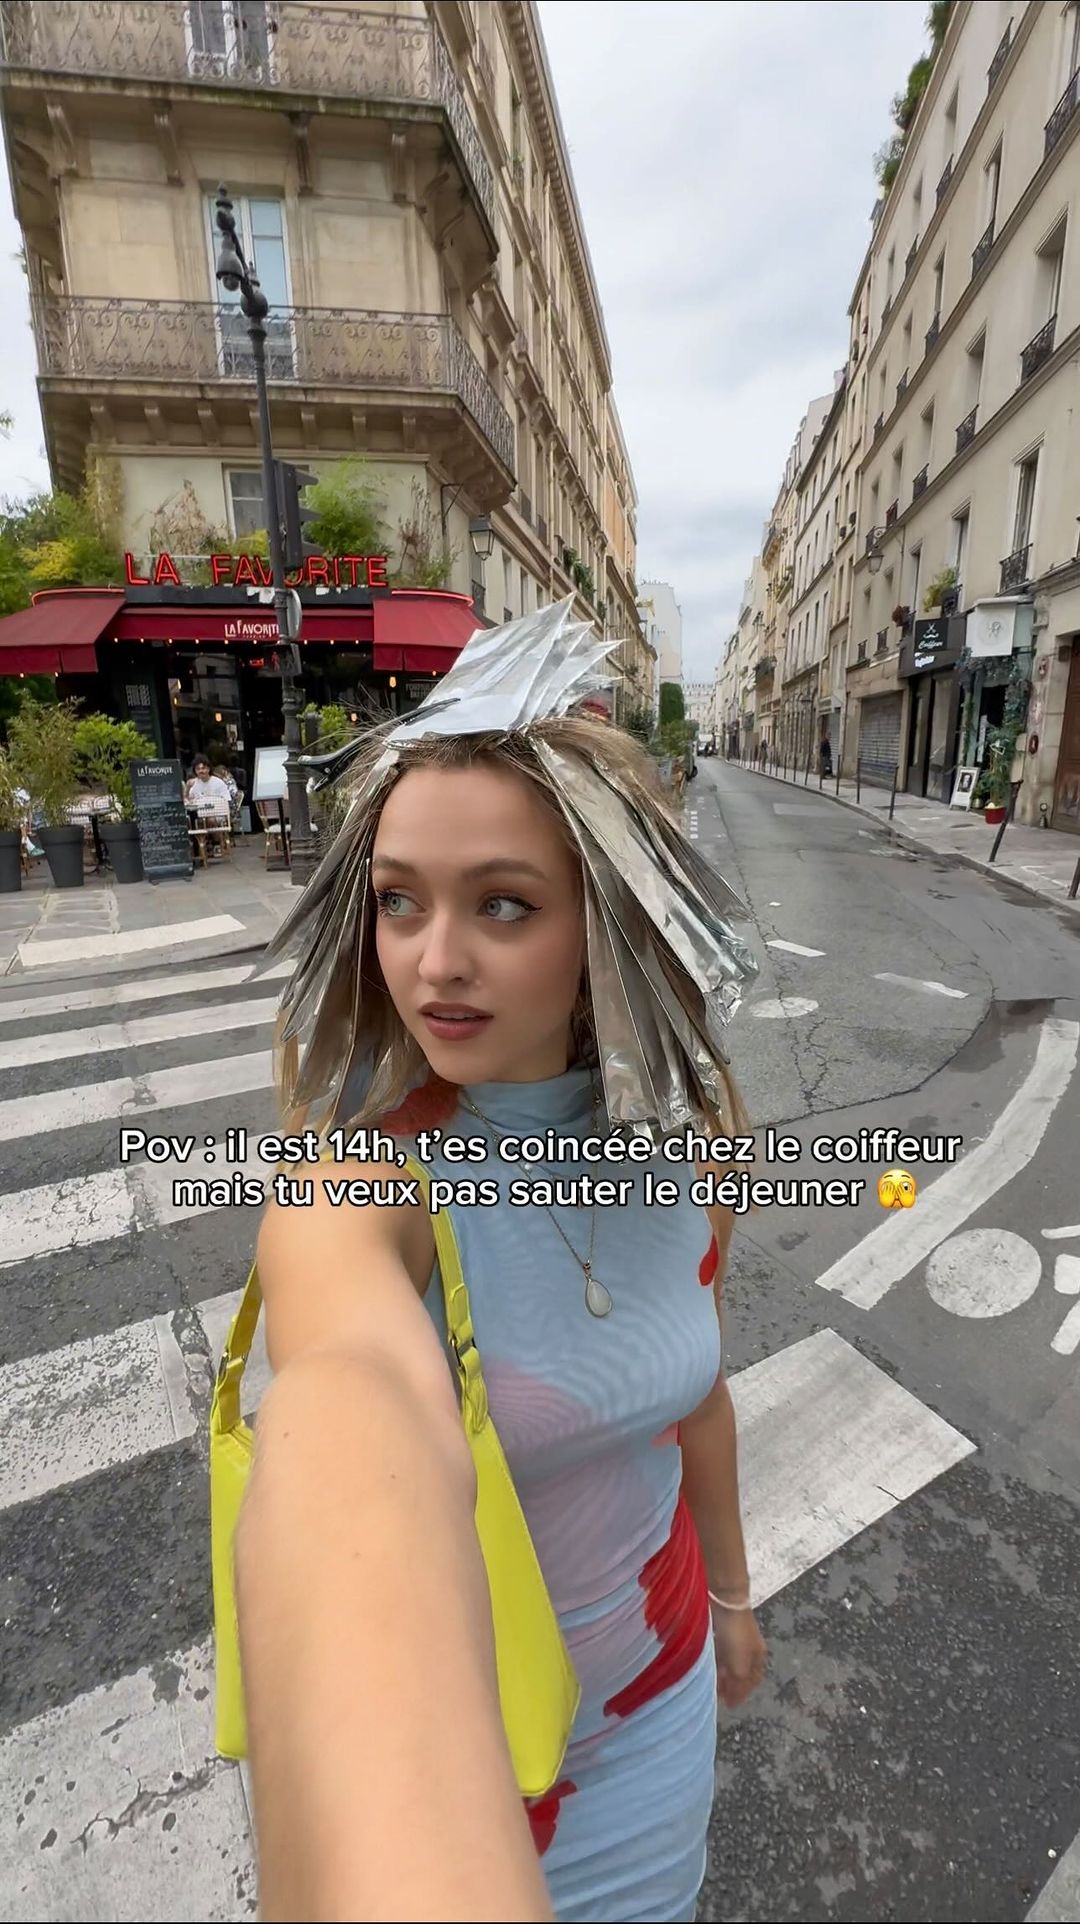 LA FAVORITE
LA FAVORITE
LA FAVORITE
Coiffeur
Pov : il est 14h, t’es coincée chez le coiffeur
mais tu veux pas sauter le déjeuner 🫣